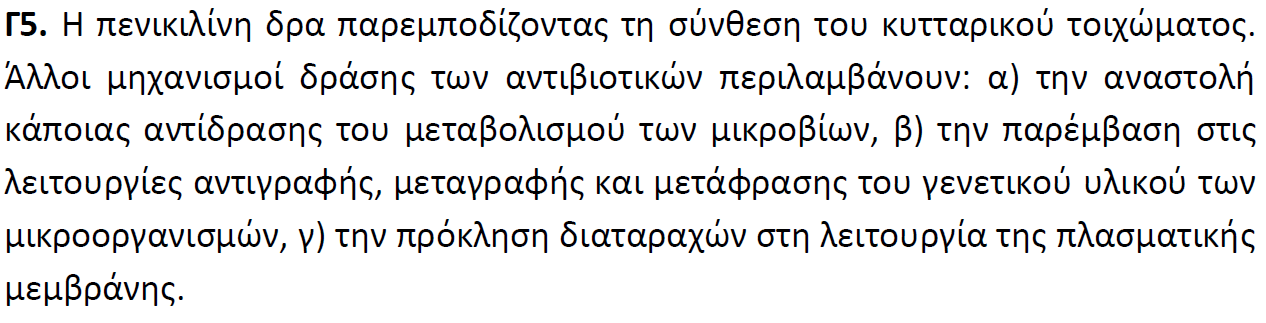 Γ5. Η πενικιλίνη δρα παρεμποδίζοντας τη σύνθεση του κυτταρικού τοιχώματος.
Άλλοι μηχανισμοί δράσης των αντιβιοτικών περιλαμβάνουν: α) την αναστολή
κάποιας αντίδρασης του μεταβολισμού των μικροβίων, β) την παρέμβαση στις
λειτουργίες αντιγραφής, μεταγραφής και μετάφρασης του γενετικού υλικού των
μικροοργανισμών, γ) την πρόκληση διαταραχών στη λειτουργία της πλασματικής
μεμβράνης.